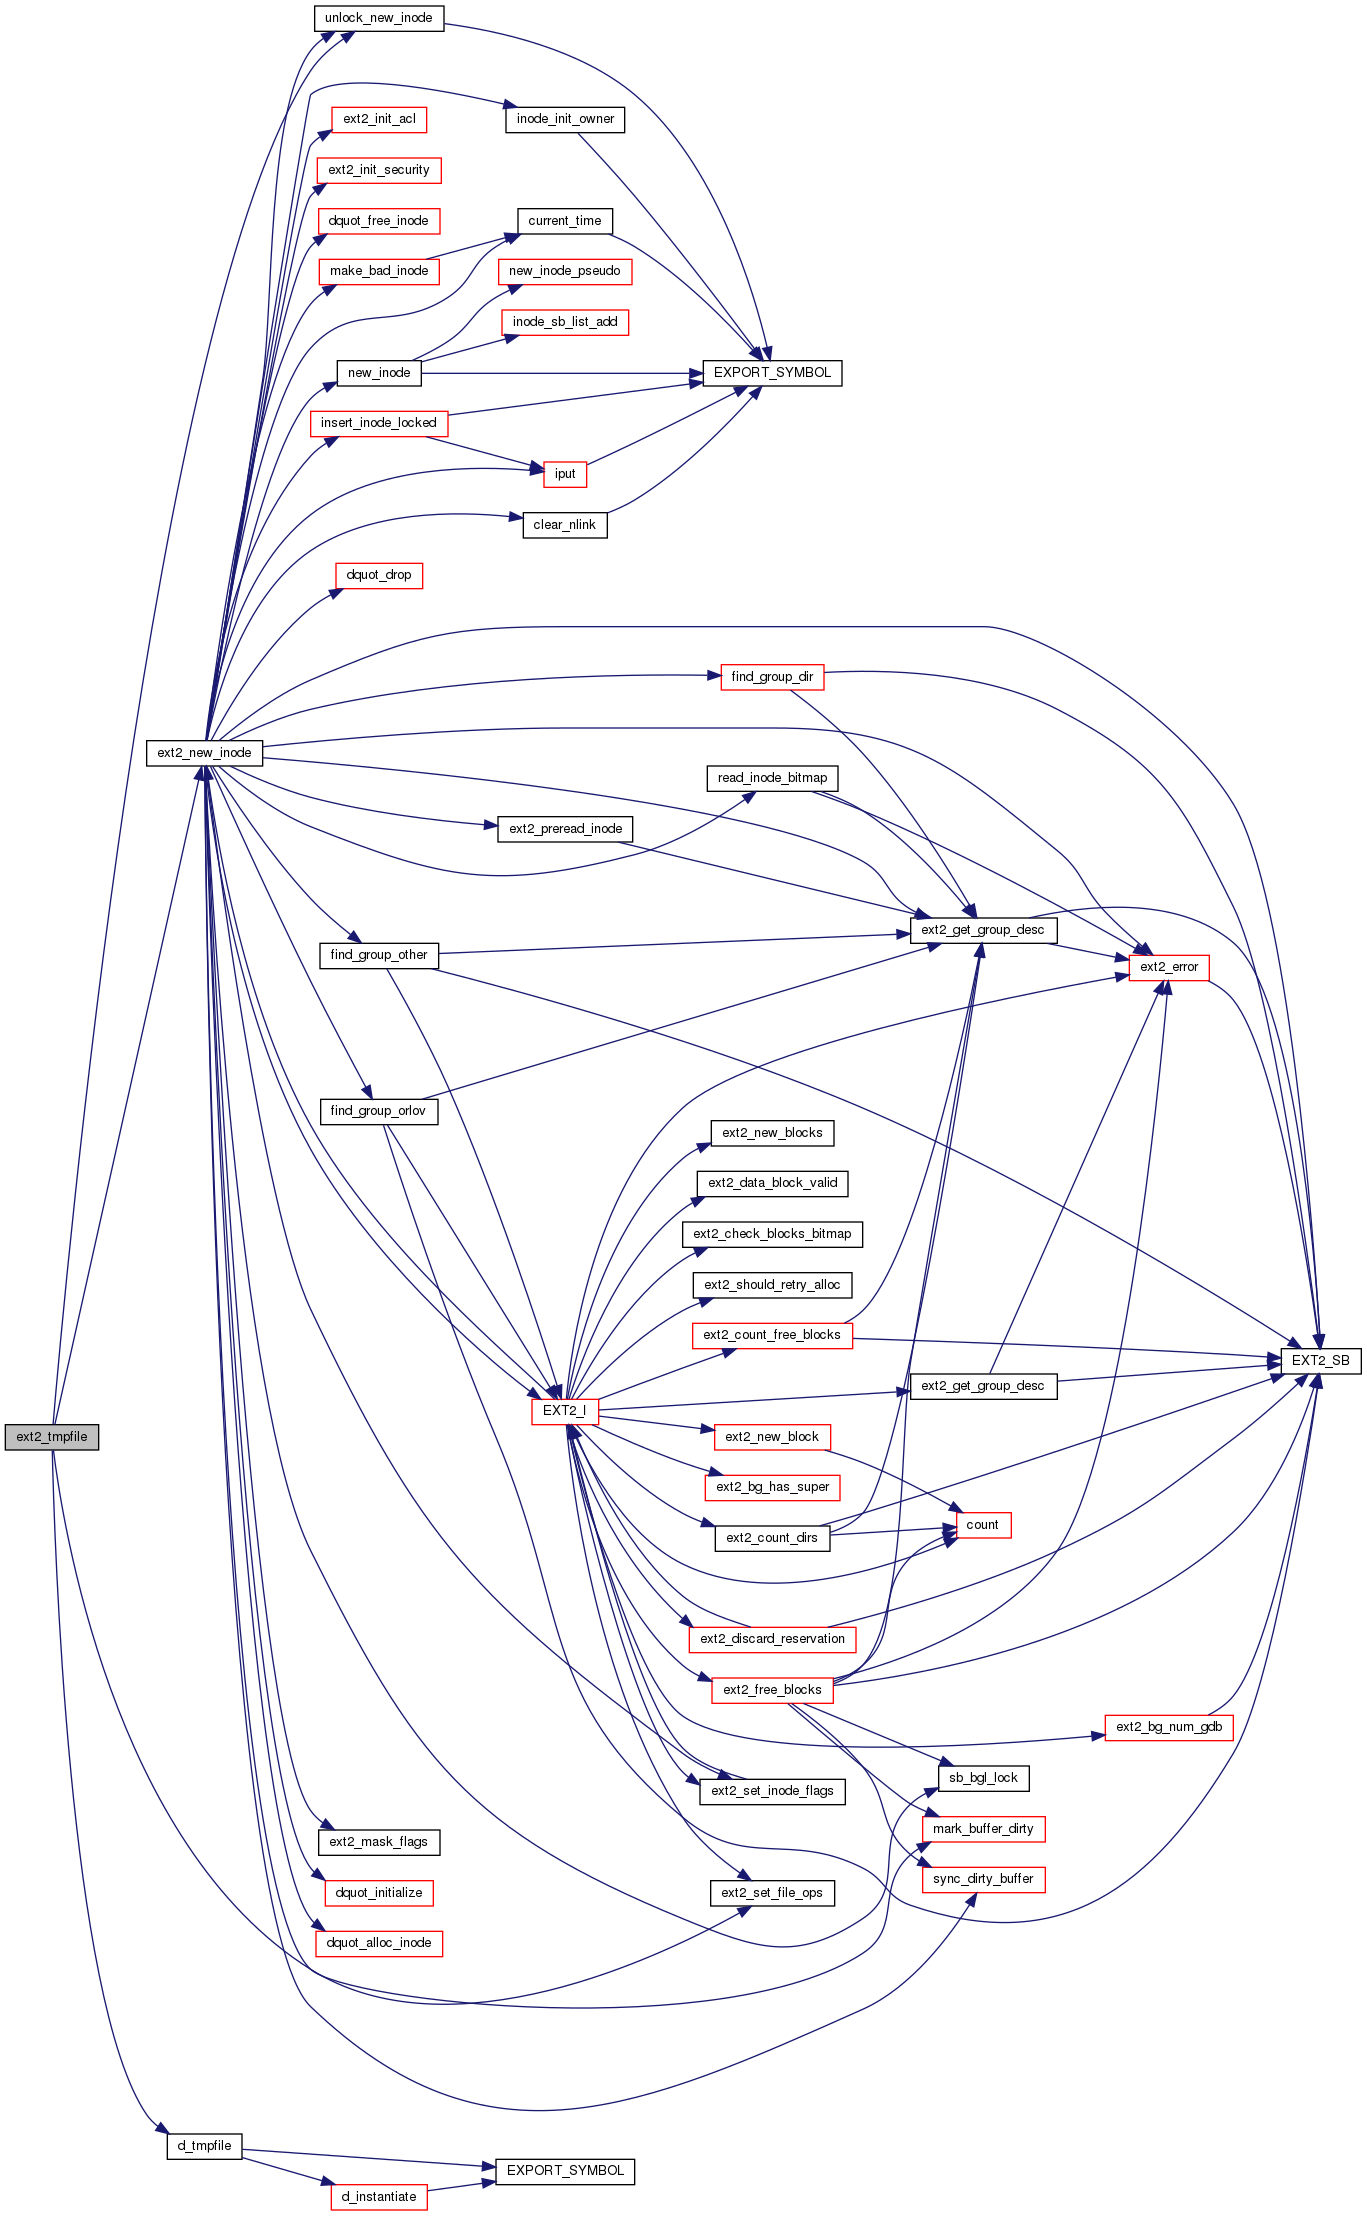 unlock_new_inode
ext2_init_acl
inode_init_owner
ext2_init_security
dquot_free_inode
current_time
make_bad_inode
new_inode_pseudo
inode_sb_list_add
new_inode
EXPORT_SYMBOL
insert_inode_locked
iput
clear_nlink
dquot_drop
find_group_dir
ext2_new_inode
read_inode_bitmap
ext2_preread_inode
ext2_get_group_desc
find_group_other
ext2_error
find_group_orlov
ext2_new_blocks
ext2_data_block_valid
ext2_check_blocks_bitmap
ext2_should_retry_alloc
ext2_count_free_blocks
EXT2_SB
ext2_get_group_desc
EXT2_I
ext2_tmpfile
ext2_new_block
ext2_bg_has_super
count
ext2_count_dirs
ext2_discard_reservation
ext2_free_blocks
ext2_bg_num_gdb
sb_bgl_lock
ext2_set_inode_flags
mark_buffer_dirty
ext2_mask_flags
sync_dirty_buffer
dquot_initialize
ext2_set_file_ops
dquot_alloc_inode
d_tmpfile
EXPORT_SYMBOL
d_instantiate